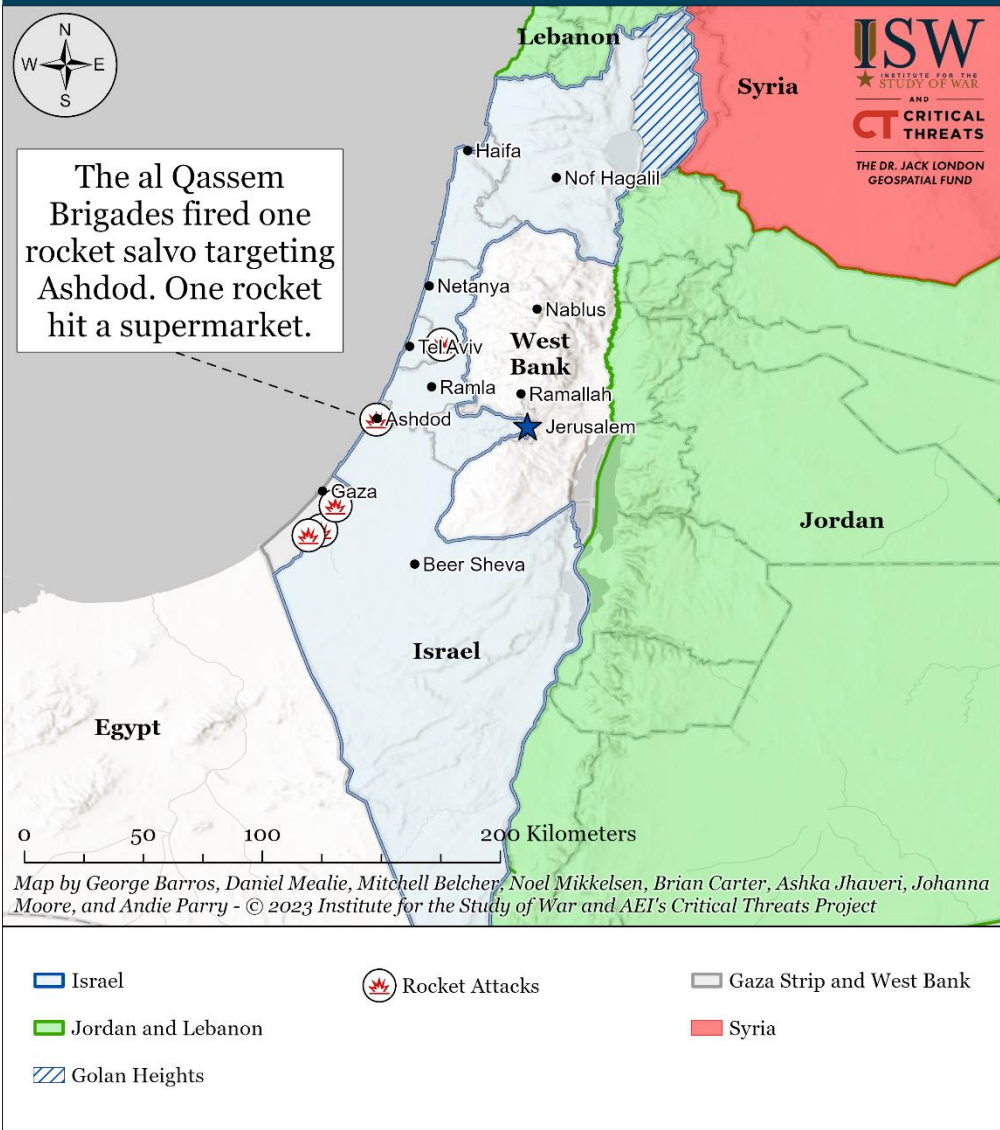 N
W
E
S
Lebanon
Syria
ISW
INSTITUTE FOR THE
STUDY OF WAR
AND
CT CRITICAL
THREATS
THE DR. JACK LONDON
GEOSPATIAL FUND
Haifa
Nof Hagalil
The al Qassem
Brigades fired one
rocket salvo targeting
Ashdod. One rocket
hit a supermarket.
Netanya
Nablus
Tel Aviv
West
Bank
Ramla
Ramallah
Ashdod
Jerusalem
Gaza
Jordan
Beer Sheva
Israel
Egypt
0 50 100 200 Kilometers
Map by George Barros, Daniel Mealie, Mitchell Belcher, Noel Mikkelsen, Brian Carter, Ashka Jhaveri, Johanna
Moore, and Andie Parry - © 2023 Institute for the Study of War and AEI's Critical Threats Project
Israel
Rocket Attacks
Gaza Strip and West Bank
Jordan and Lebanon
Syria
Golan Heights